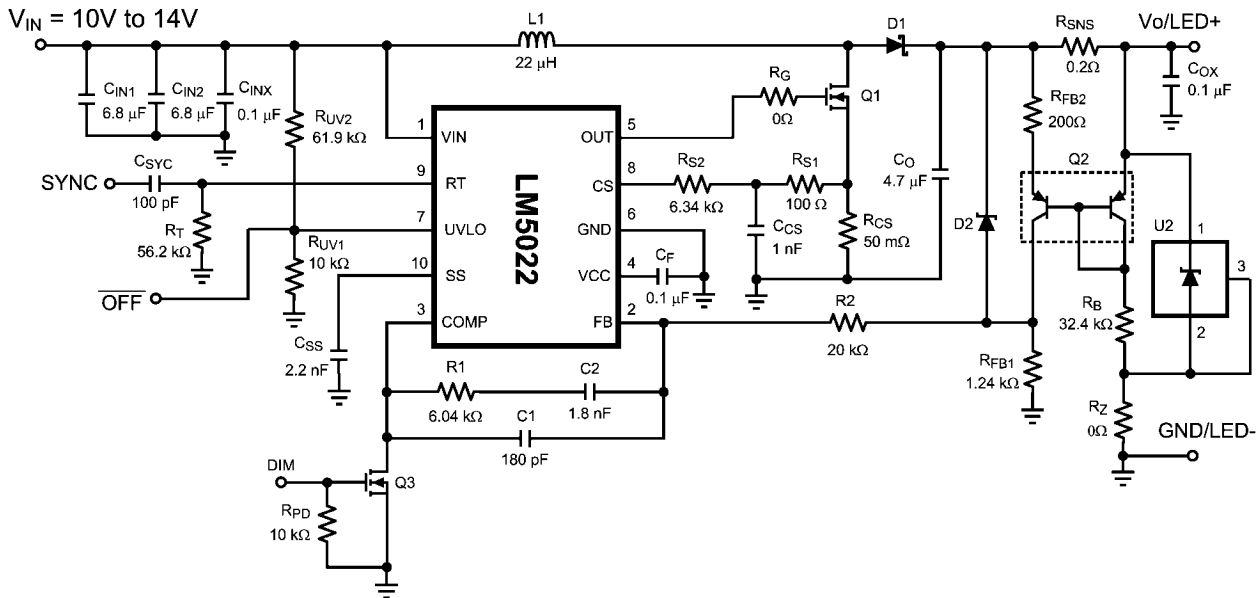 V_IN = 10V to 14V
L1
22 µH
D1
R_SNS
0.2Ω
Vo/LED+
C_IN1
6.8 µF
C_IN2
6.8 µF
C_INX
0.1 µF
R_UV2
61.9 kΩ
R_G
0Ω
Q1
C_OX
0.1 µF
R_FB2
200Ω
1
VIN
OUT
5
C_SYC
100 pF
SYNC
9
RT
CS
8
R_S2
6.34 kΩ
R_S1
100 Ω
C_O
4.7 µF
Q2
R_T
56.2 kΩ
7
UVLO
GND
6
LM5022
C_CS
1 nF
R_CS
50 mΩ
D2
U2
1
3
2
R_UV1
10 kΩ
10
SS
VCC
4
C_F
0.1 µF
OFF
3
COMP
FB
2
R2
20 kΩ
R_B
32.4 kΩ
C_SS
2.2 nF
R1
6.04 kΩ
C2
1.8 nF
R_FB1
1.24 kΩ
C1
180 pF
R_Z
0Ω
GND/LED-
DIM
Q3
R_PD
10 kΩ